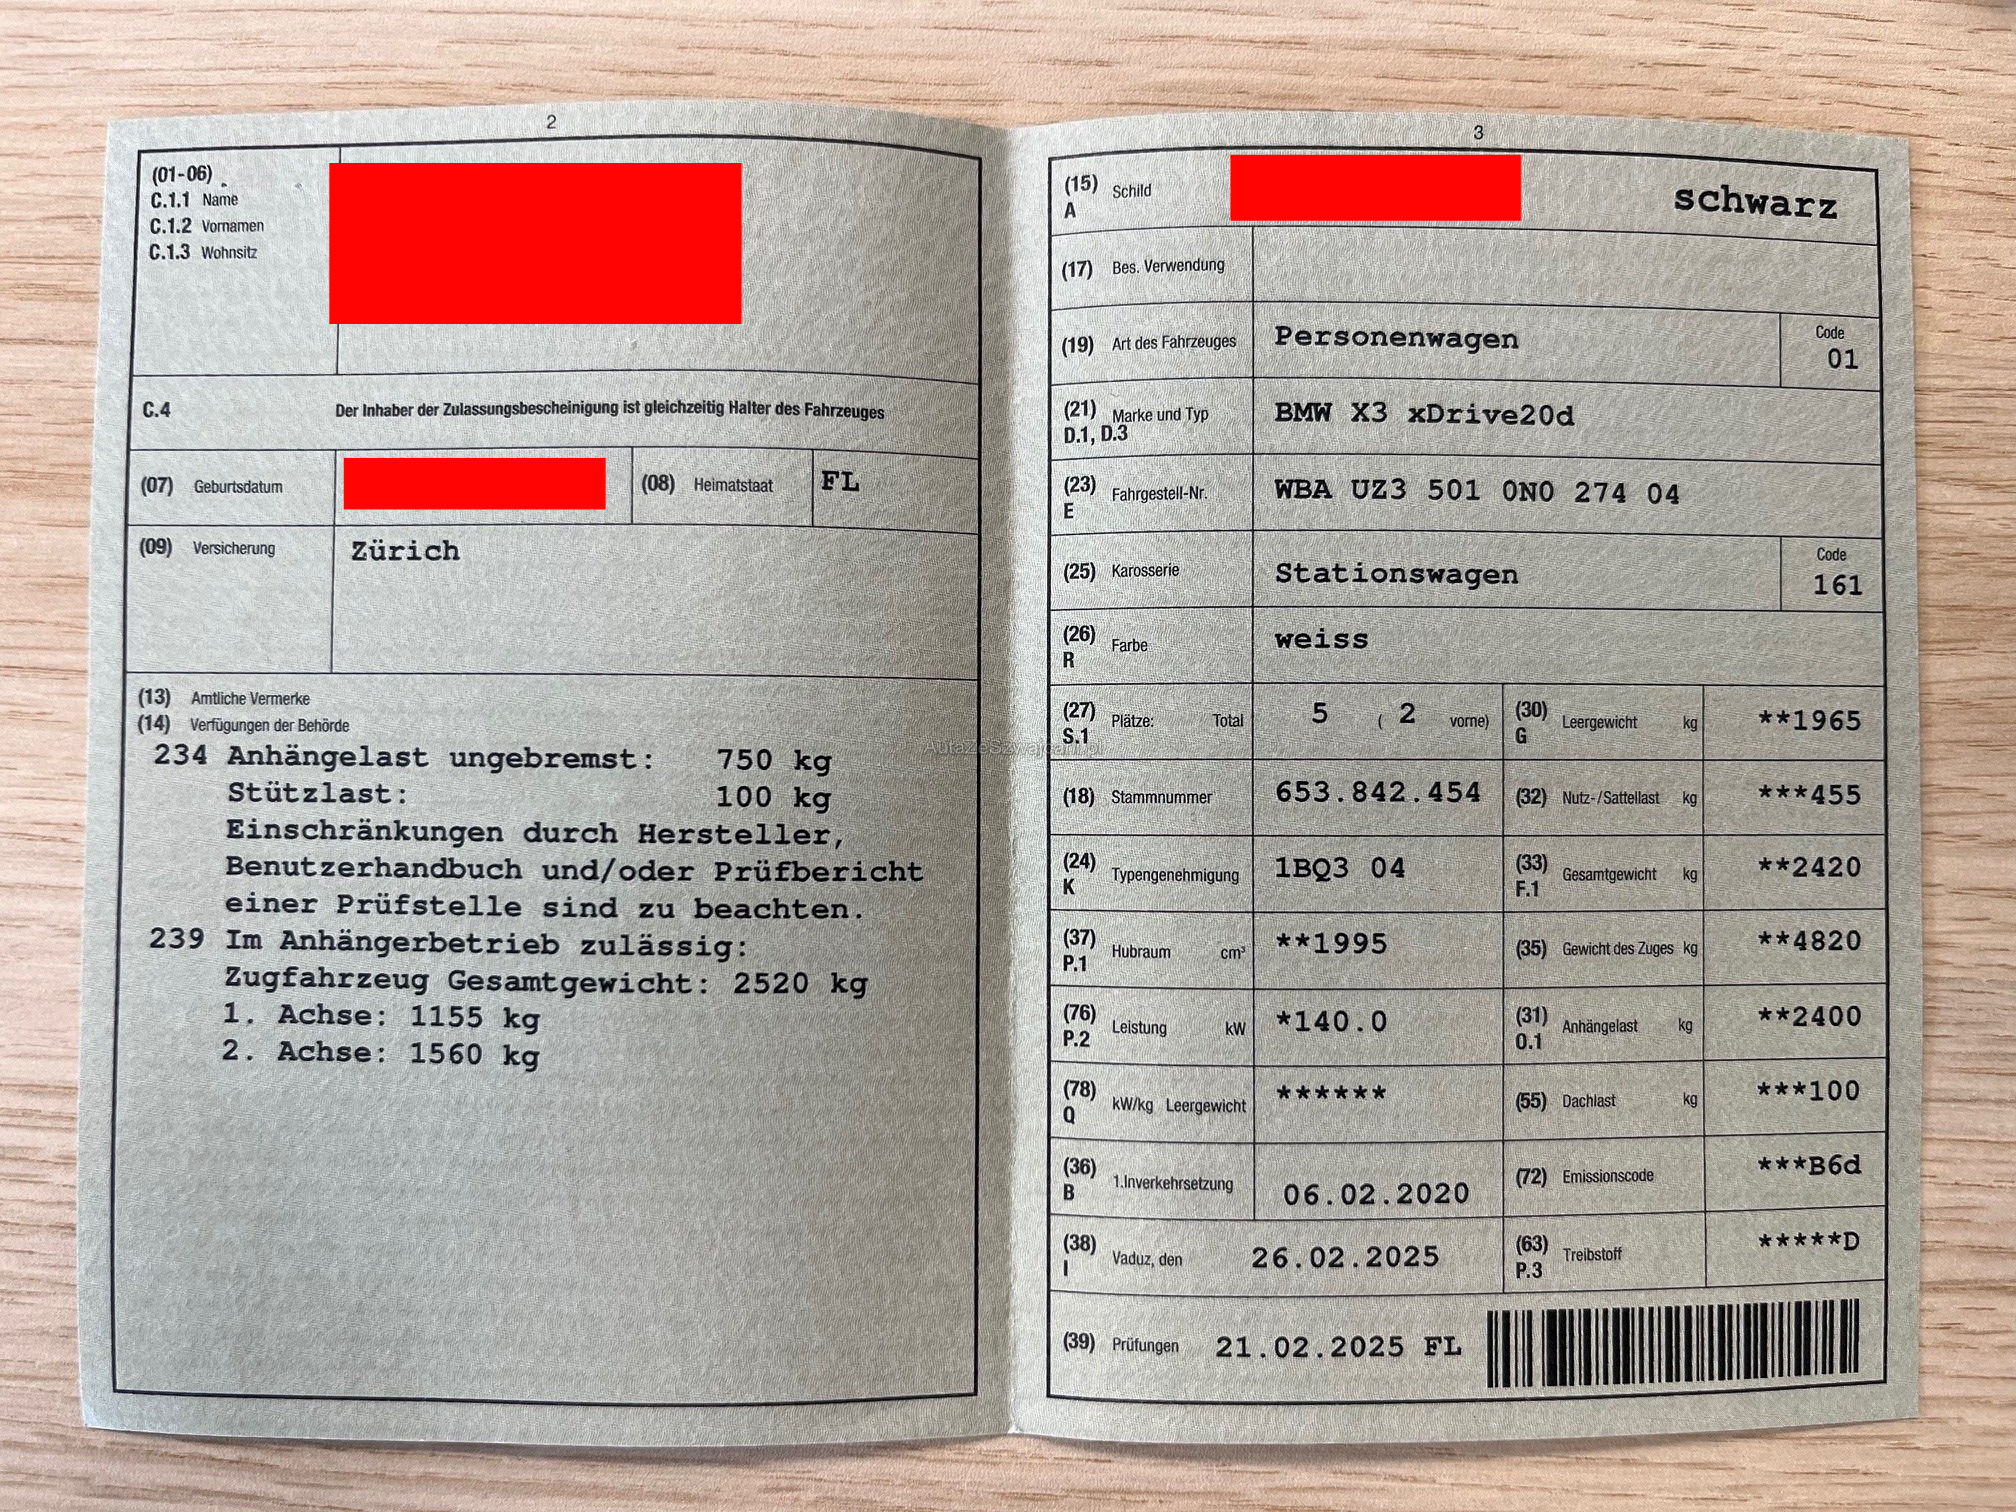 2
(01-06)
C.1.1 Name
C.1.2 Vornamen
C.1.3 Wohnsitz
C.4 Der Inhaber der Zulassungsbescheinigung ist gleichzeitig Halter des Fahrzeuges
(07) Geburtsdatum (08) Heimatstaat FL
(09) Versicherung Zürich
(13) Amtliche Vermerke
(14) Verfügungen der Behörde
234 Anhängelast ungebremst: 750 kg
Stützlast: 100 kg
Einschränkungen durch Hersteller,
Benutzerhandbuch und/oder Prüfbericht
einer Prüfstelle sind zu beachten.
239 Im Anhängerbetrieb zulässig:
Zugfahrzeug Gesamtgewicht: 2520 kg
1. Achse: 1155 kg
2. Achse: 1560 kg
AutaZeSzwajcarii.pl
3
(15) A Schild schwarz
(17) Bes. Verwendung
(19) Art des Fahrzeuges Personenwagen Code 01
(21) D.1, D.3 Marke und Typ BMW X3 xDrive20d
(23) E Fahrgestell-Nr. WBA UZ3 501 0N0 274 04
(25) Karosserie Stationswagen Code 161
(26) R Farbe weiss
(27) S.1 Plätze: Total 5 ( 2 vorne) (30) G Leergewicht kg **1965
(18) Stammnummer 653.842.454 (32) Nutz-/Sattellast kg ***455
(24) K Typengenehmigung 1BQ3 04 (33) F.1 Gesamtgewicht kg **2420
(37) P.1 Hubraum cm³ **1995 (35) Gewicht des Zuges kg **4820
(76) P.2 Leistung kW *140.0 (31) O.1 Anhängelast kg **2400
(78) Q kW/kg Leergewicht ****** (55) Dachlast kg ***100
(36) B 1.Inverkehrsetzung 06.02.2020 (72) Emissionscode ***B6d
(38) I Vaduz, den 26.02.2025 (63) P.3 Treibstoff *****D
(39) Prüfungen 21.02.2025 FL